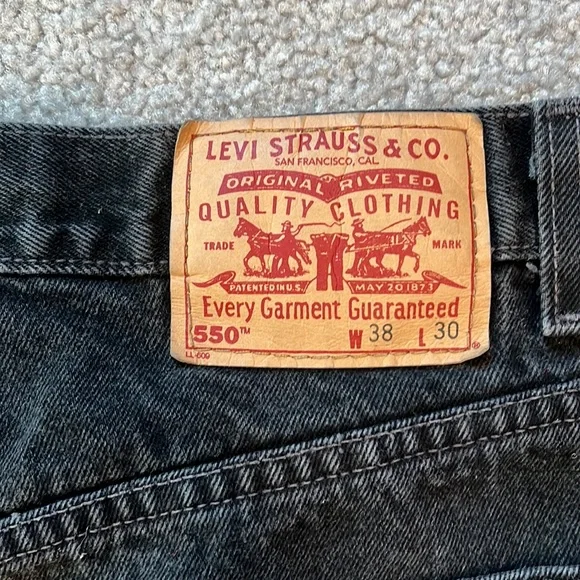 LEVI STRAUSS & CO.
SAN FRANCISCO, CAL.
ORIGINAL RIVETED
QUALITY CLOTHING
TRADE MARK
PATENTED IN U.S. MAY 20 1873
Every Garment Guaranteed
550™ W 38 L 30
®